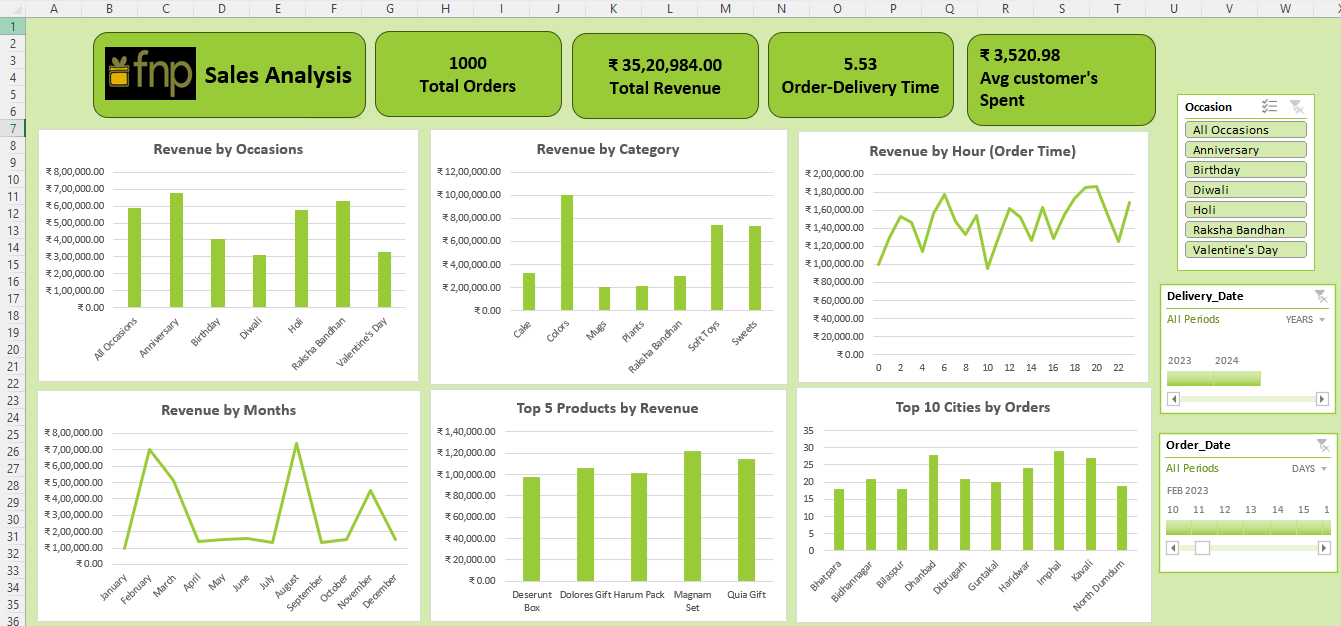 A B C D E F G H I J K L M N O P Q R S T U V W
1
2
3
4
5
6
7
8
9
10
11
12
13
14
15
16
17
18
19
20
21
22
23
24
25
26
27
28
29
30
31
32
33
34
35
36
fnp Sales Analysis
1000
Total Orders
₹ 35,20,984.00
Total Revenue
5.53
Order-Delivery Time
₹ 3,520.98
Avg customer's
Spent
Revenue by Occasions
₹ 8,00,000.00
₹ 7,00,000.00
₹ 6,00,000.00
₹ 5,00,000.00
₹ 4,00,000.00
₹ 3,00,000.00
₹ 2,00,000.00
₹ 1,00,000.00
₹ 0.00
All Occasions
Anniversary
Birthday
Diwali
Holi
Raksha Bandhan
Valentine's Day
Revenue by Category
₹ 12,00,000.00
₹ 10,00,000.00
₹ 8,00,000.00
₹ 6,00,000.00
₹ 4,00,000.00
₹ 2,00,000.00
₹ 0.00
Cake
Colors
Mugs
Plants
Raksha Bandhan
Soft Toys
Sweets
Revenue by Hour (Order Time)
₹ 2,00,000.00
₹ 1,80,000.00
₹ 1,60,000.00
₹ 1,40,000.00
₹ 1,20,000.00
₹ 1,00,000.00
₹ 80,000.00
₹ 60,000.00
₹ 40,000.00
₹ 20,000.00
₹ 0.00
0 2 4 6 8 10 12 14 16 18 20 22
Occasion
All Occasions
Anniversary
Birthday
Diwali
Holi
Raksha Bandhan
Valentine's Day
Delivery_Date
All Periods YEARS
2023 2024
Revenue by Months
₹ 8,00,000.00
₹ 7,00,000.00
₹ 6,00,000.00
₹ 5,00,000.00
₹ 4,00,000.00
₹ 3,00,000.00
₹ 2,00,000.00
₹ 1,00,000.00
₹ 0.00
January
February
March
April
May
June
July
August
September
October
November
December
Top 5 Products by Revenue
₹ 1,40,000.00
₹ 1,20,000.00
₹ 1,00,000.00
₹ 80,000.00
₹ 60,000.00
₹ 40,000.00
₹ 20,000.00
₹ 0.00
Deserunt Dolores Gift Harum Pack Magnam Quia Gift
Box Set
Top 10 Cities by Orders
35
30
25
20
15
10
5
0
Bhatpara
Bidhannagar
Bilaspur
Dhanbad
Dibrugarh
Guntakal
Haridwar
Imphal
Kavali
North Dumdum
Order_Date
All Periods DAYS
FEB 2023
10 11 12 13 14 15 1